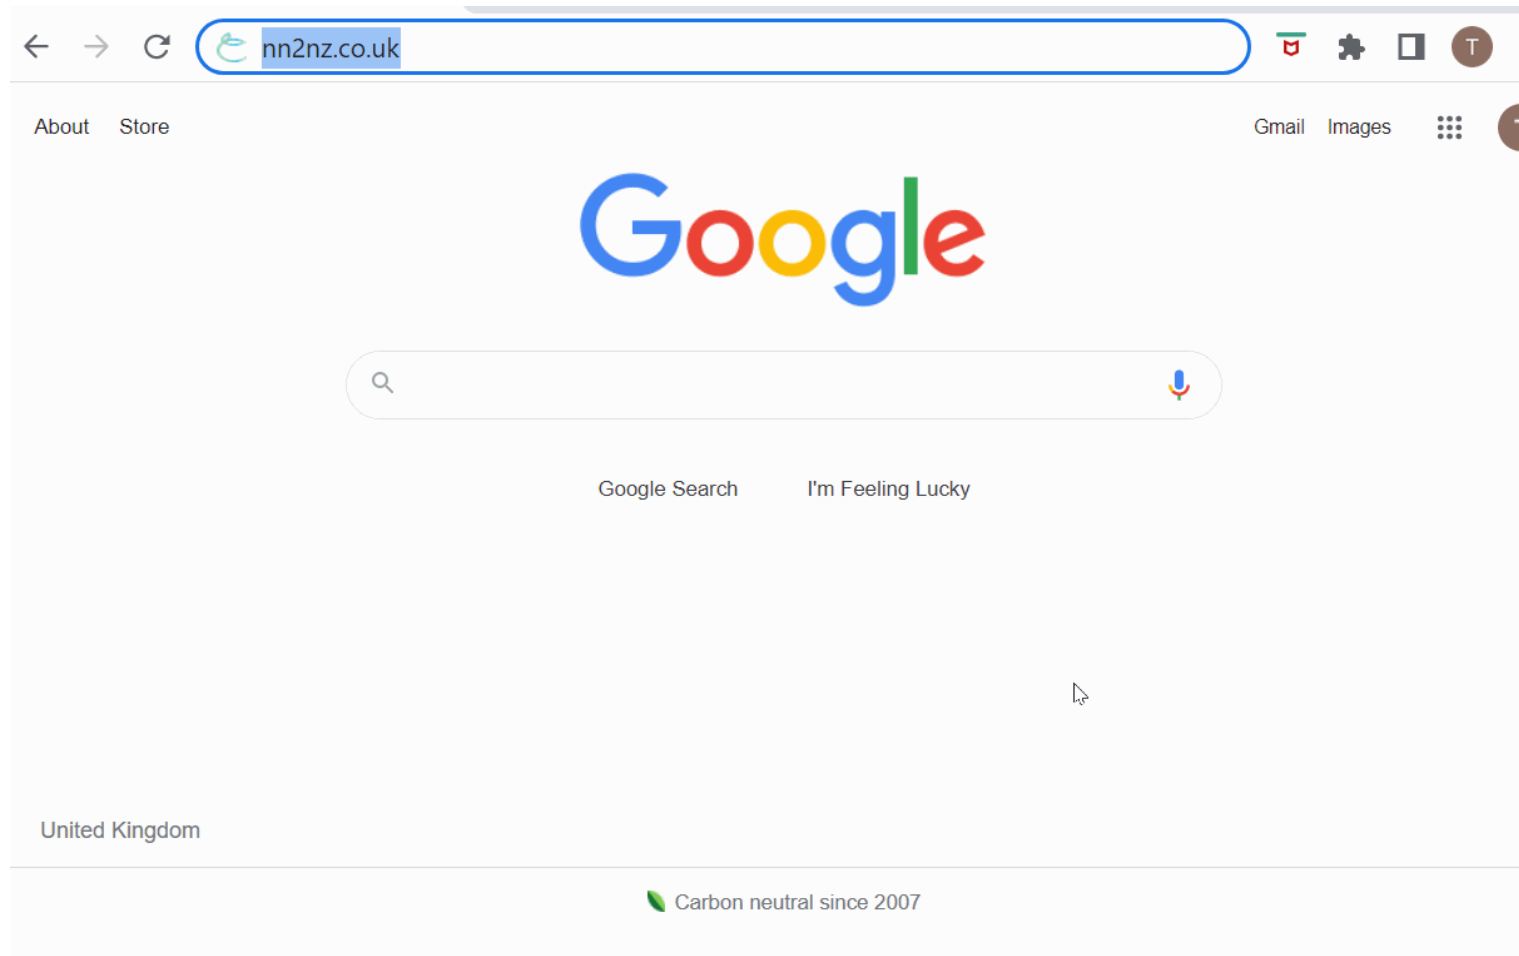 nn2nz.co.uk
T
About Store Gmail Images
Google
Google Search I'm Feeling Lucky
United Kingdom
Carbon neutral since 2007